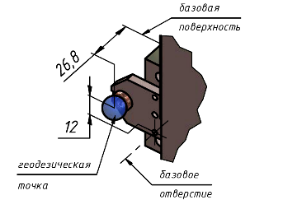 базовая
поверхность
26,8
12
геодезическая
точка
базовое
отверстие